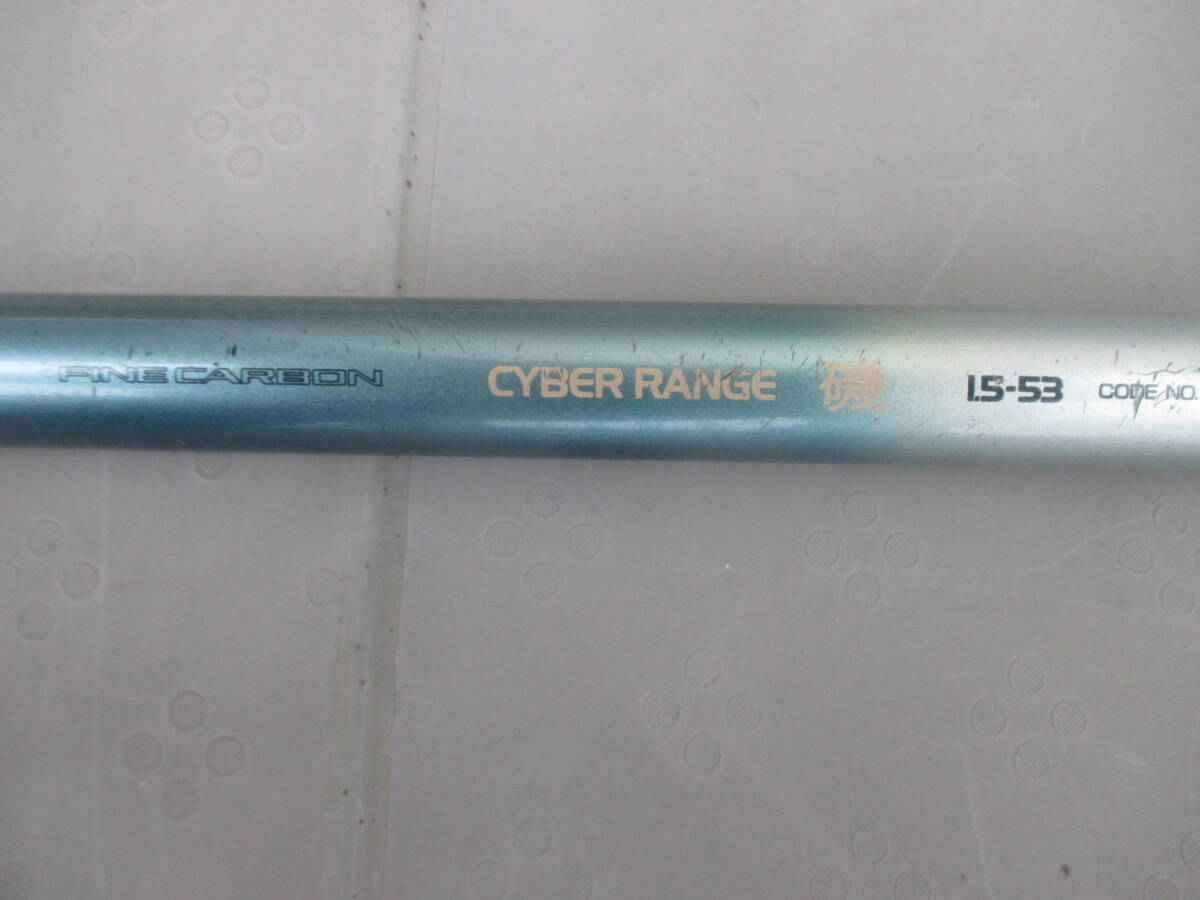 FINE CARBON CYBER RANGE 磯 1.5-53 CODE NO.